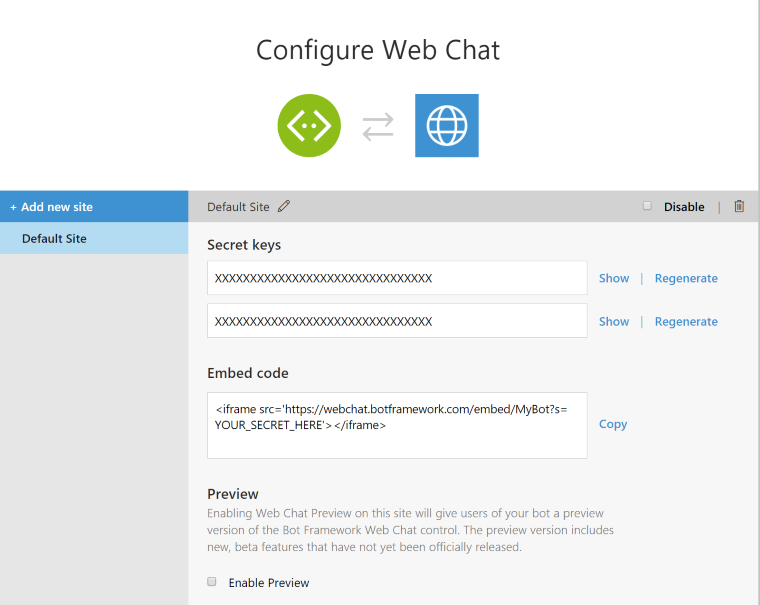 Configure Web Chat
+ Add new site
Default Site
Default Site
Disable |
Secret keys
XXXXXXXXXXXXXXXXXXXXXXXXXXXXXXX
Show | Regenerate
XXXXXXXXXXXXXXXXXXXXXXXXXXXXXXX
Show | Regenerate
Embed code
<iframe src='https://webchat.botframework.com/embed/MyBot?s=
YOUR_SECRET_HERE'></iframe>
Copy
Preview
Enabling Web Chat Preview on this site will give users of your bot a preview
version of the Bot Framework Web Chat control. The preview version includes
new, beta features that have not yet been officially released.
Enable Preview